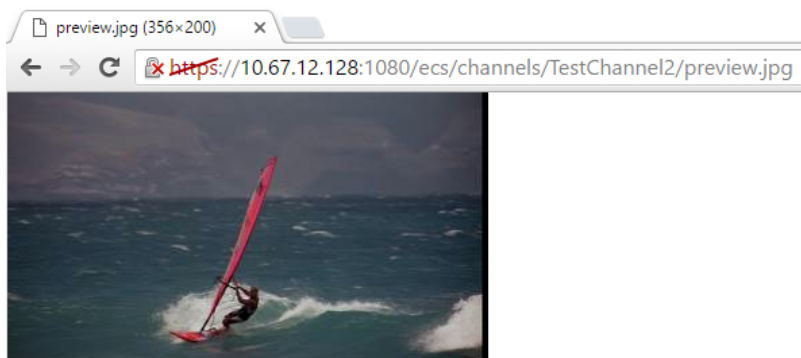 preview.jpg (356×200)
https://10.67.12.128:1080/ecs/channels/TestChannel2/preview.jpg